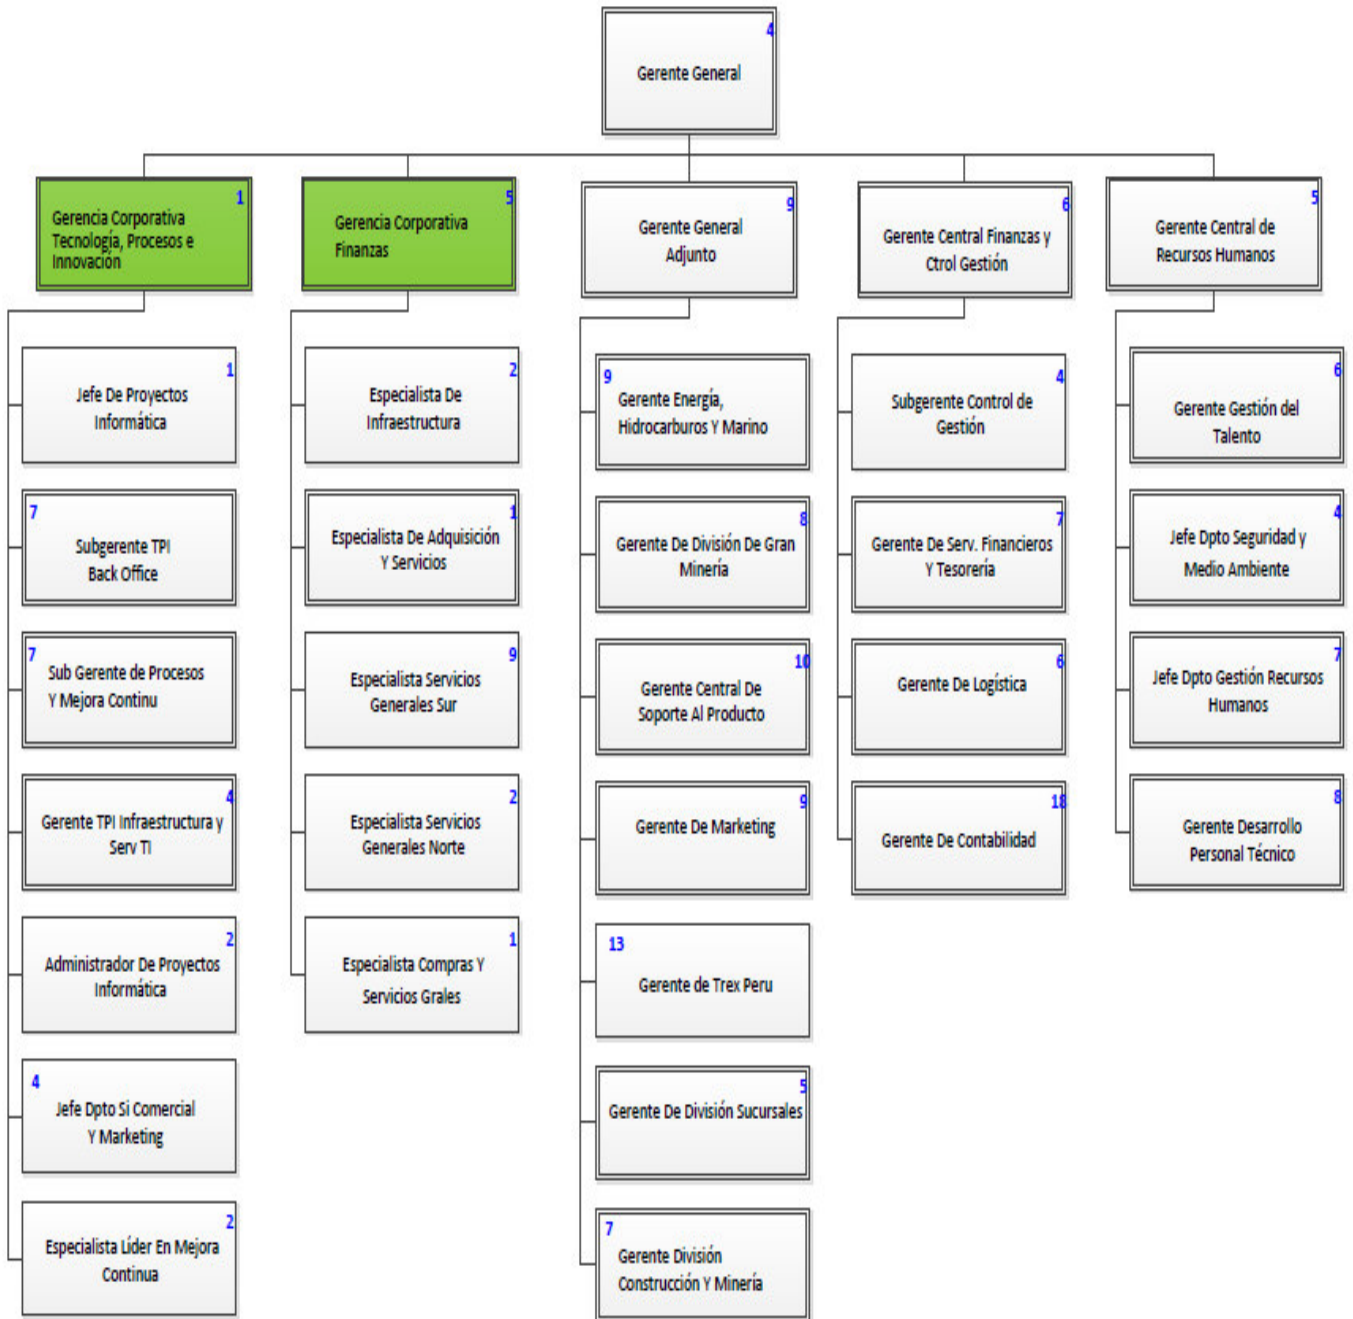 4
Gerente General
1
Gerencia Corporativa
Tecnología, Procesos e
Innovación
5
Gerencia Corporativa
Finanzas
9
Gerente General
Adjunto
6
Gerente Central Finanzas y
Ctrol Gestión
5
Gerente Central de
Recursos Humanos
1
Jefe De Proyectos
Informática
7
Subgerente TPI
Back Office
7
Sub Gerente de Procesos
Y Mejora Continu
4
Gerente TPI Infraestructura y
Serv TI
2
Administrador De Proyectos
Informática
4
Jefe Dpto Si Comercial
Y Marketing
2
Especialista Líder En Mejora
Continua
2
Especialista De
Infraestructura
1
Especialista De Adquisición
Y Servicios
9
Especialista Servicios
Generales Sur
2
Especialista Servicios
Generales Norte
1
Especialista Compras Y
Servicios Grales
9
Gerente Energía,
Hidrocarburos Y Marino
8
Gerente De División De Gran
Minería
10
Gerente Central De
Soporte Al Producto
9
Gerente De Marketing
13
Gerente de Trex Peru
5
Gerente De División Sucursales
7
Gerente División
Construcción Y Minería
4
Subgerente Control de
Gestión
7
Gerente De Serv. Financieros
Y Tesorería
6
Gerente De Logística
18
Gerente De Contabilidad
6
Gerente Gestión del
Talento
4
Jefe Dpto Seguridad y
Medio Ambiente
7
Jefe Dpto Gestión Recursos
Humanos
8
Gerente Desarrollo
Personal Técnico